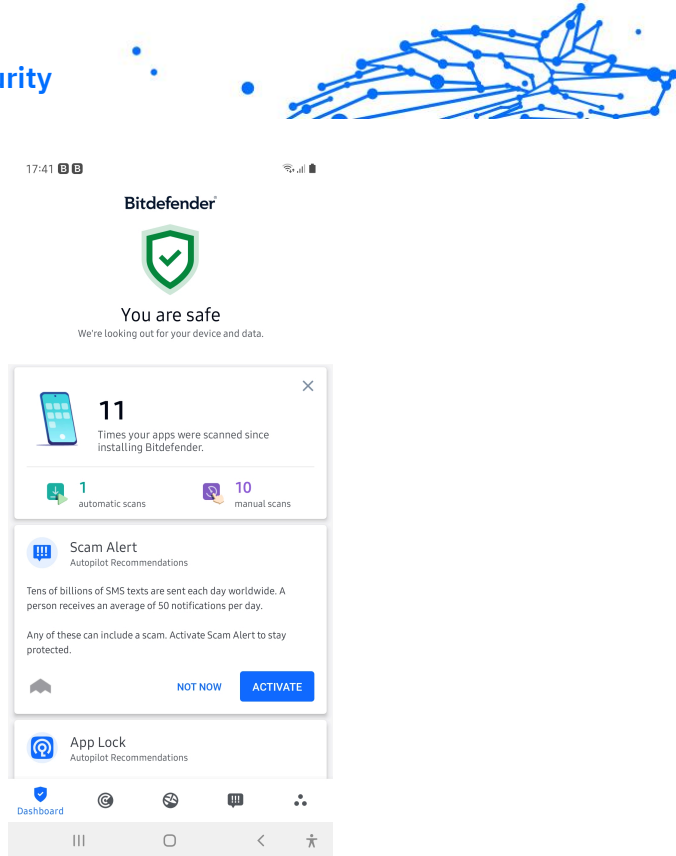 17:41 B B
Bitdefender
You are safe
We're looking out for your device and data.
11
Times your apps were scanned since
installing Bitdefender.
1
automatic scans
10
manual scans
Scam Alert
Autopilot Recommendations
Tens of billions of SMS texts are sent each day worldwide. A
person receives an average of 50 notifications per day.
Any of these can include a scam. Activate Scam Alert to stay
protected.
NOT NOW ACTIVATE
App Lock
Autopilot Recommendations
Dashboard